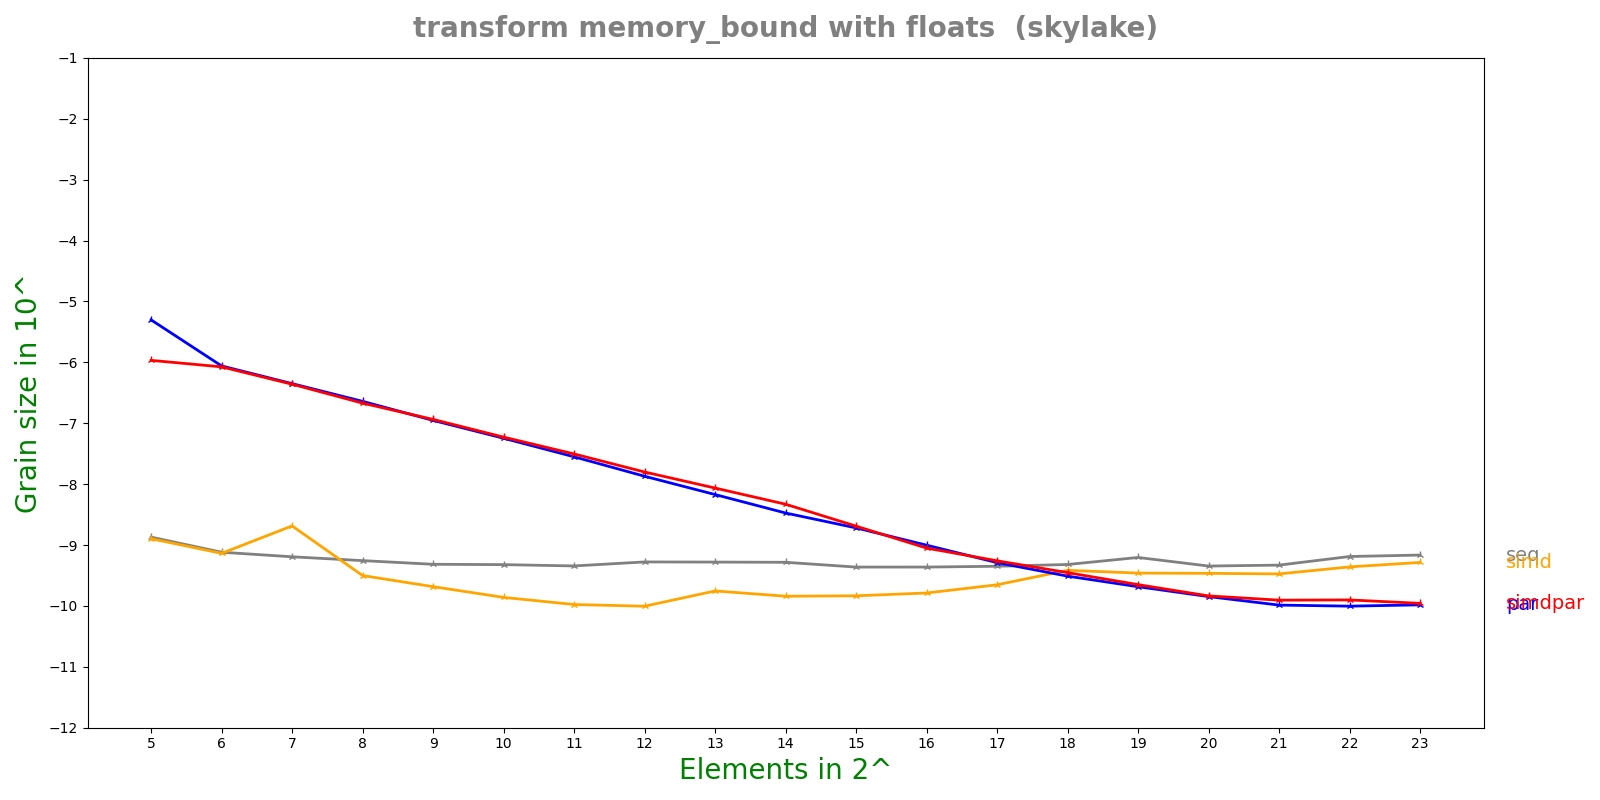 transform memory_bound with floats (skylake)
Grain size in 10^
−1
−2
−3
−4
−5
−6
−7
−8
−9
−10
−11
−12
seq
simd
simdpar
par
5 6 7 8 9 10 11 12 13 14 15 16 17 18 19 20 21 22 23
Elements in 2^